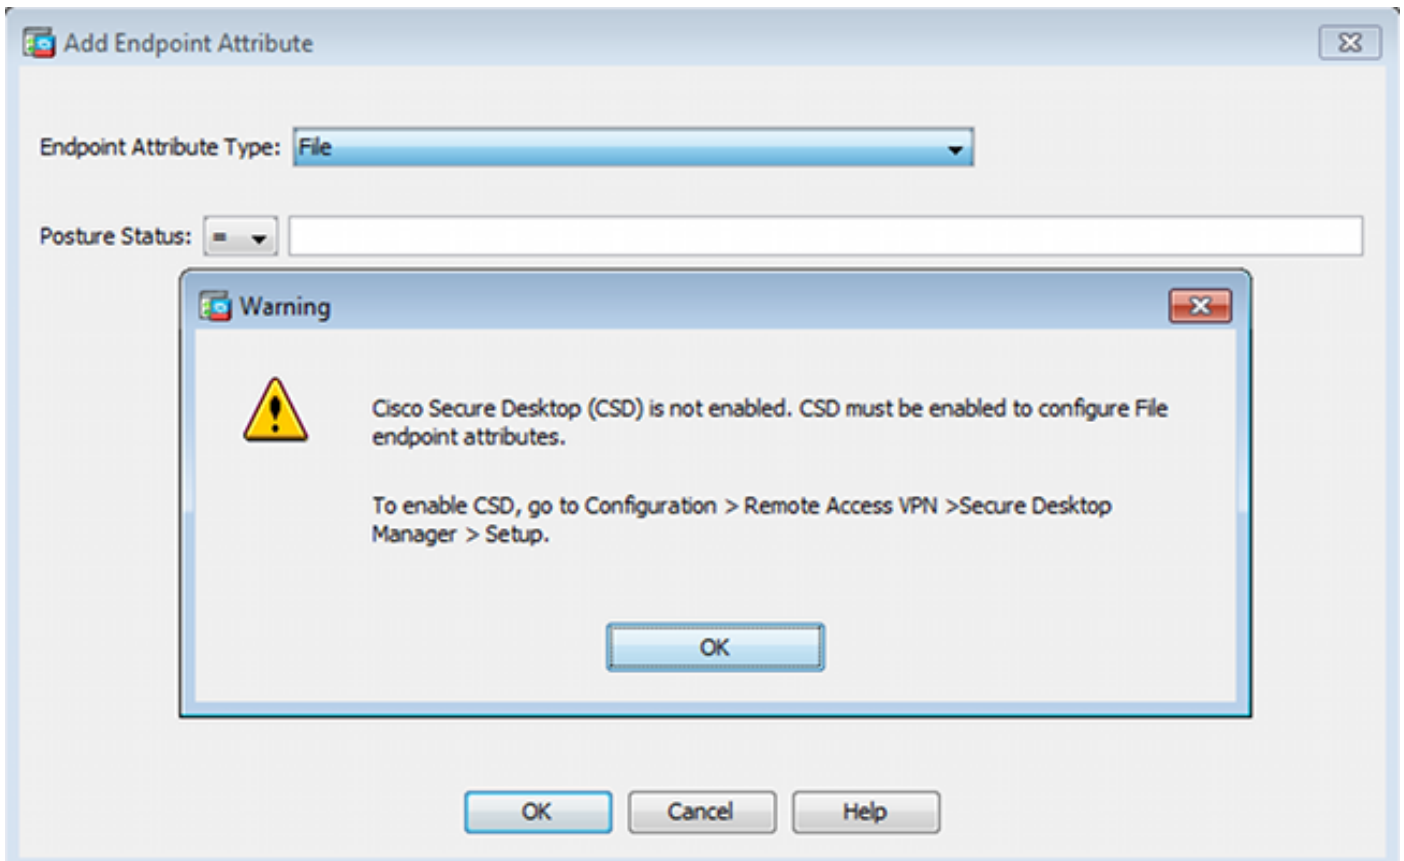 Add Endpoint Attribute
Endpoint Attribute Type: File
Posture Status: =
Warning
Cisco Secure Desktop (CSD) is not enabled. CSD must be enabled to configure File
endpoint attributes.
To enable CSD, go to Configuration > Remote Access VPN >Secure Desktop
Manager > Setup.
OK
OK Cancel Help